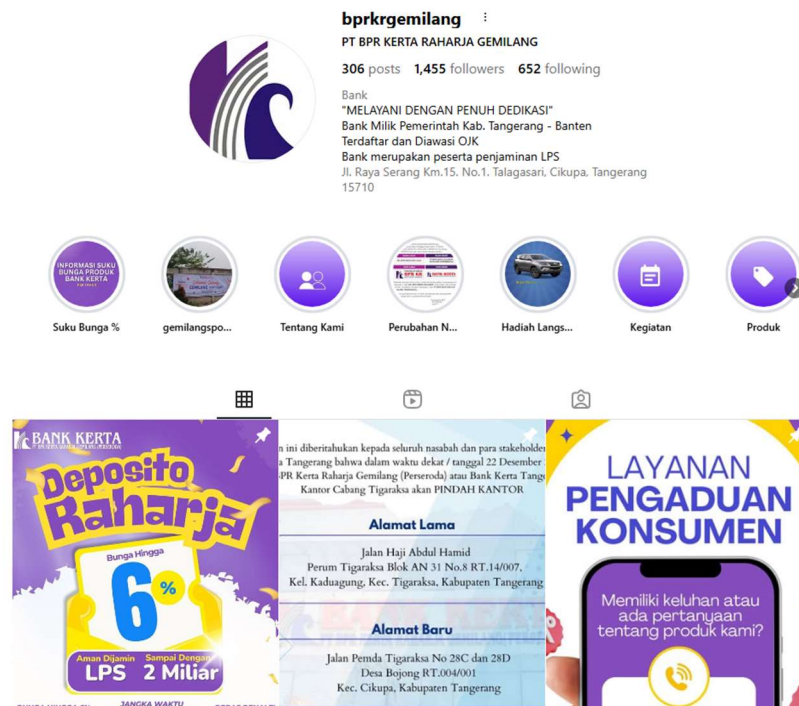 bprkrgemilang
PT BPR KERTA RAHARJA GEMILANG
306 posts 1,455 followers 652 following
Bank
"MELAYANI DENGAN PENUH DEDIKASI"
Bank Milik Pemerintah Kab. Tangerang - Banten
Terdaftar dan Diawasi OJK
Bank merupakan peserta penjaminan LPS
Jl. Raya Serang Km.15. No.1. Talagasari, Cikupa, Tangerang
15710
INFORMASI SUKU
BUNGA PRODUK
BANK KERTA
Suku Bunga %
gemilangspo...
Tentang Kami
Perubahan N...
Hadiah Langs...
Kegiatan
Produk
BANK KERTA
Deposito
Raharja
Bunga Hingga
6%
Aman Dijamin
LPS
Sampai Dengan
2 Miliar
JANGKA WAKTU
n ini diberitahukan kepada seluruh nasabah dan para stakeholder
a Tangerang bahwa dalam waktu dekat / tanggal 22 Desember
PR Kerta Raharja Gemilang (Perseroda) atau Bank Kerta Tange
Kantor Cabang Tigaraksa akan PINDAH KANTOR
Alamat Lama
Jalan Haji Abdul Hamid
Perum Tigaraksa Blok AN 31 No.8 RT.14/007,
Kel. Kaduagung, Kec. Tigaraksa, Kabupaten Tangerang
Alamat Baru
Jalan Pemda Tigaraksa No 28C dan 28D
Desa Bojong RT.004/001
Kec. Cikupa, Kabupaten Tangerang
LAYANAN
PENGADUAN
KONSUMEN
Memiliki keluhan atau
ada pertanyaan
tentang produk kami?